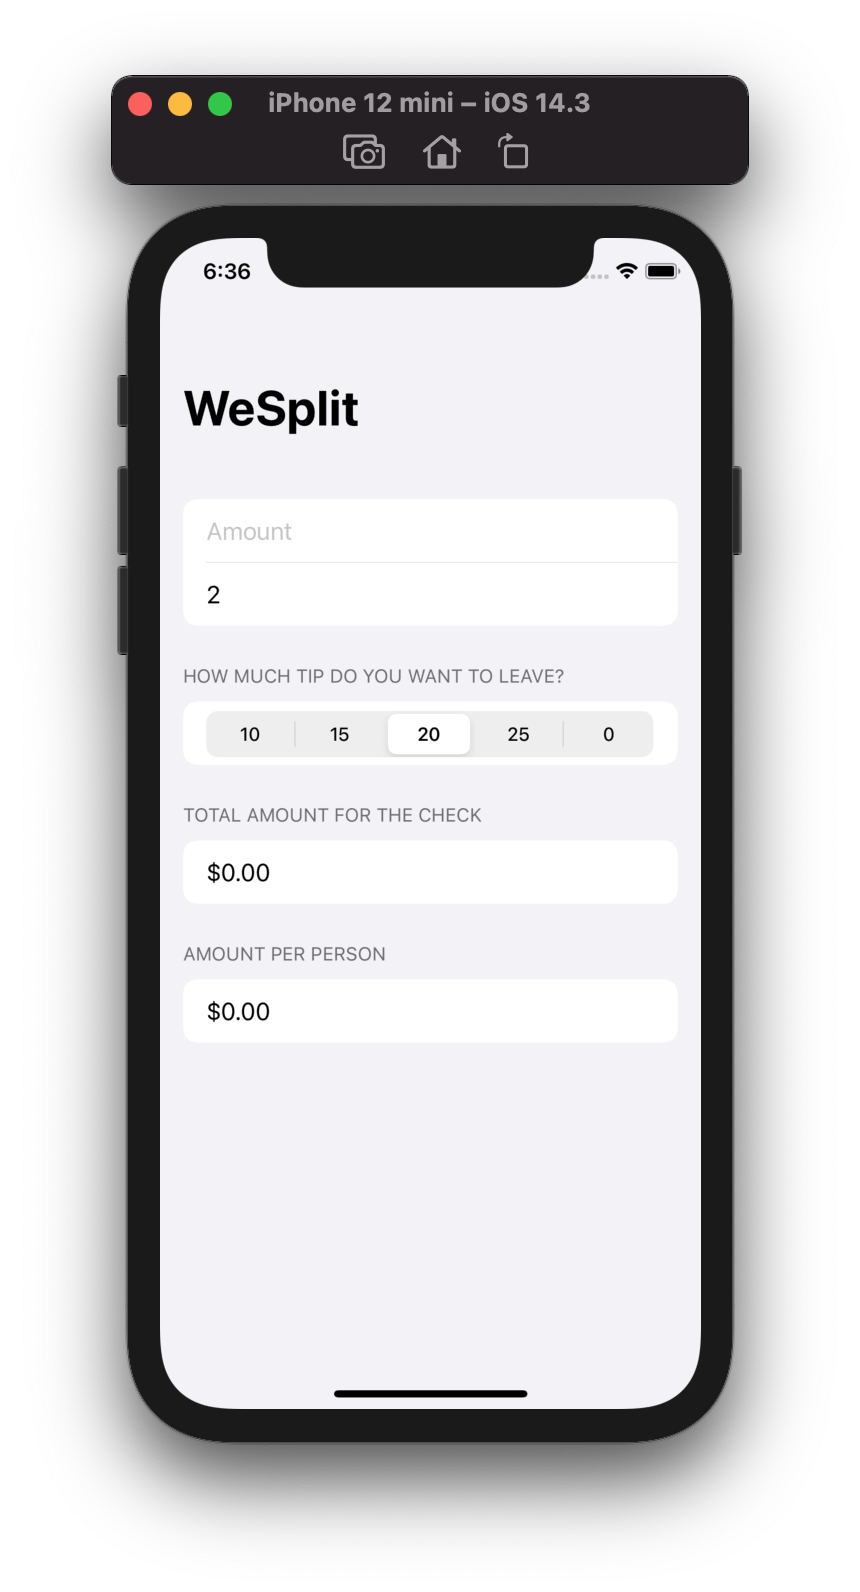 iPhone 12 mini – iOS 14.3
6:36
WeSplit
Amount
2
HOW MUCH TIP DO YOU WANT TO LEAVE?
10 15 20 25 0
TOTAL AMOUNT FOR THE CHECK
$0.00
AMOUNT PER PERSON
$0.00